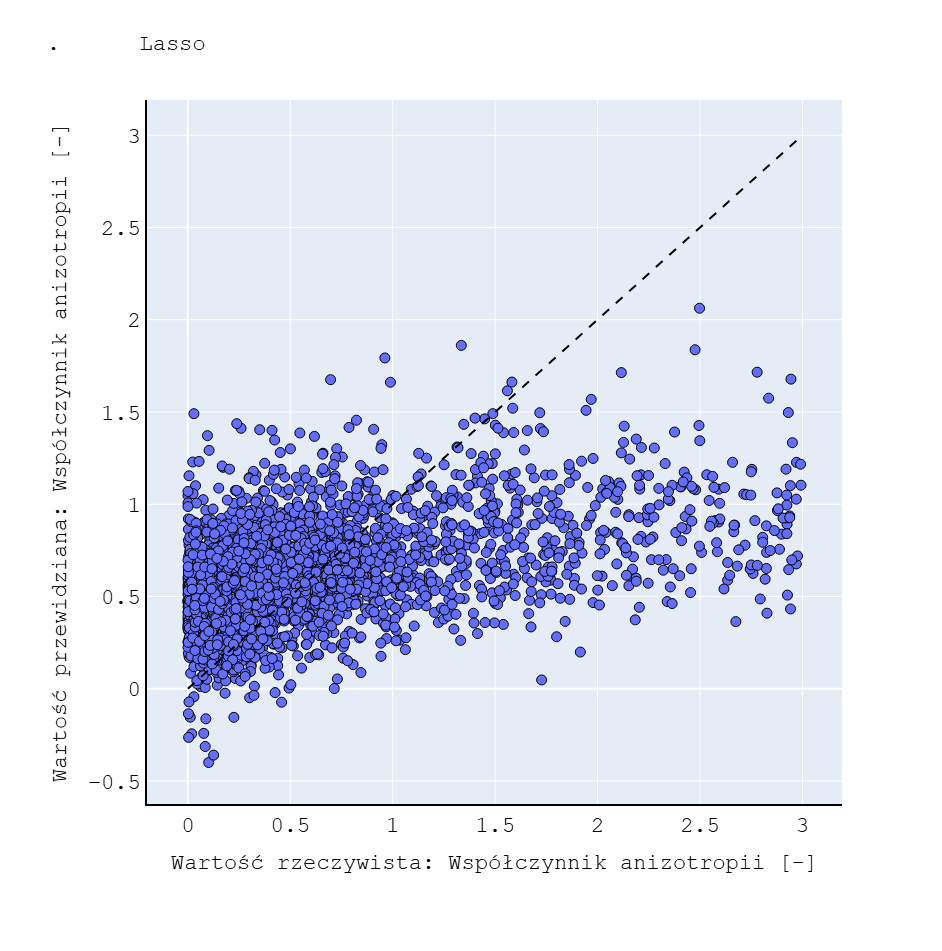 . Lasso
Wartość przewidziana: Współczynnik anizotropii [-]
3
2.5
2
1.5
1
0.5
0
−0.5
0 0.5 1 1.5 2 2.5 3
Wartość rzeczywista: Współczynnik anizotropii [-]